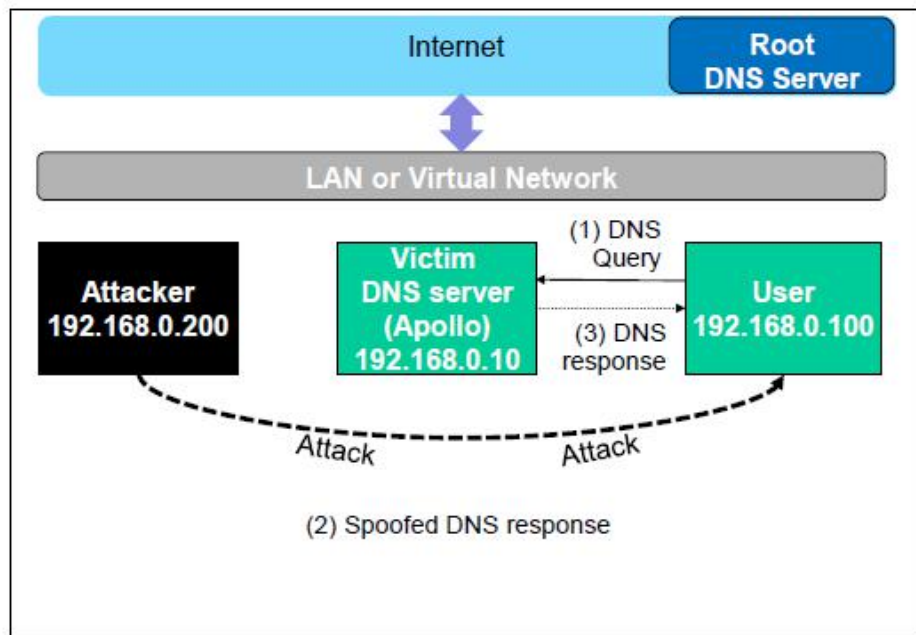 Internet
Root
DNS Server
LAN or Virtual Network
Attacker
192.168.0.200
Victim
DNS server
(Apollo)
192.168.0.10
(1) DNS
Query
(3) DNS
response
User
192.168.0.100
Attack
Attack
(2) Spoofed DNS response